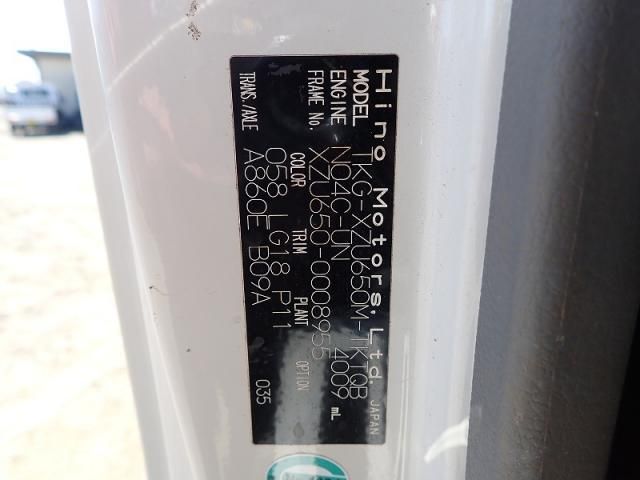 Hino Motors, Ltd. JAPAN
MODEL TKG-XZU650M-TKTQB
ENGINE NO4C-UN 4009 mL
FRAME No. XZU650-0008955
COLOR TRIM PLANT OPTION
058 LG18 P11
TRANS./AXLE A860E B09A 035